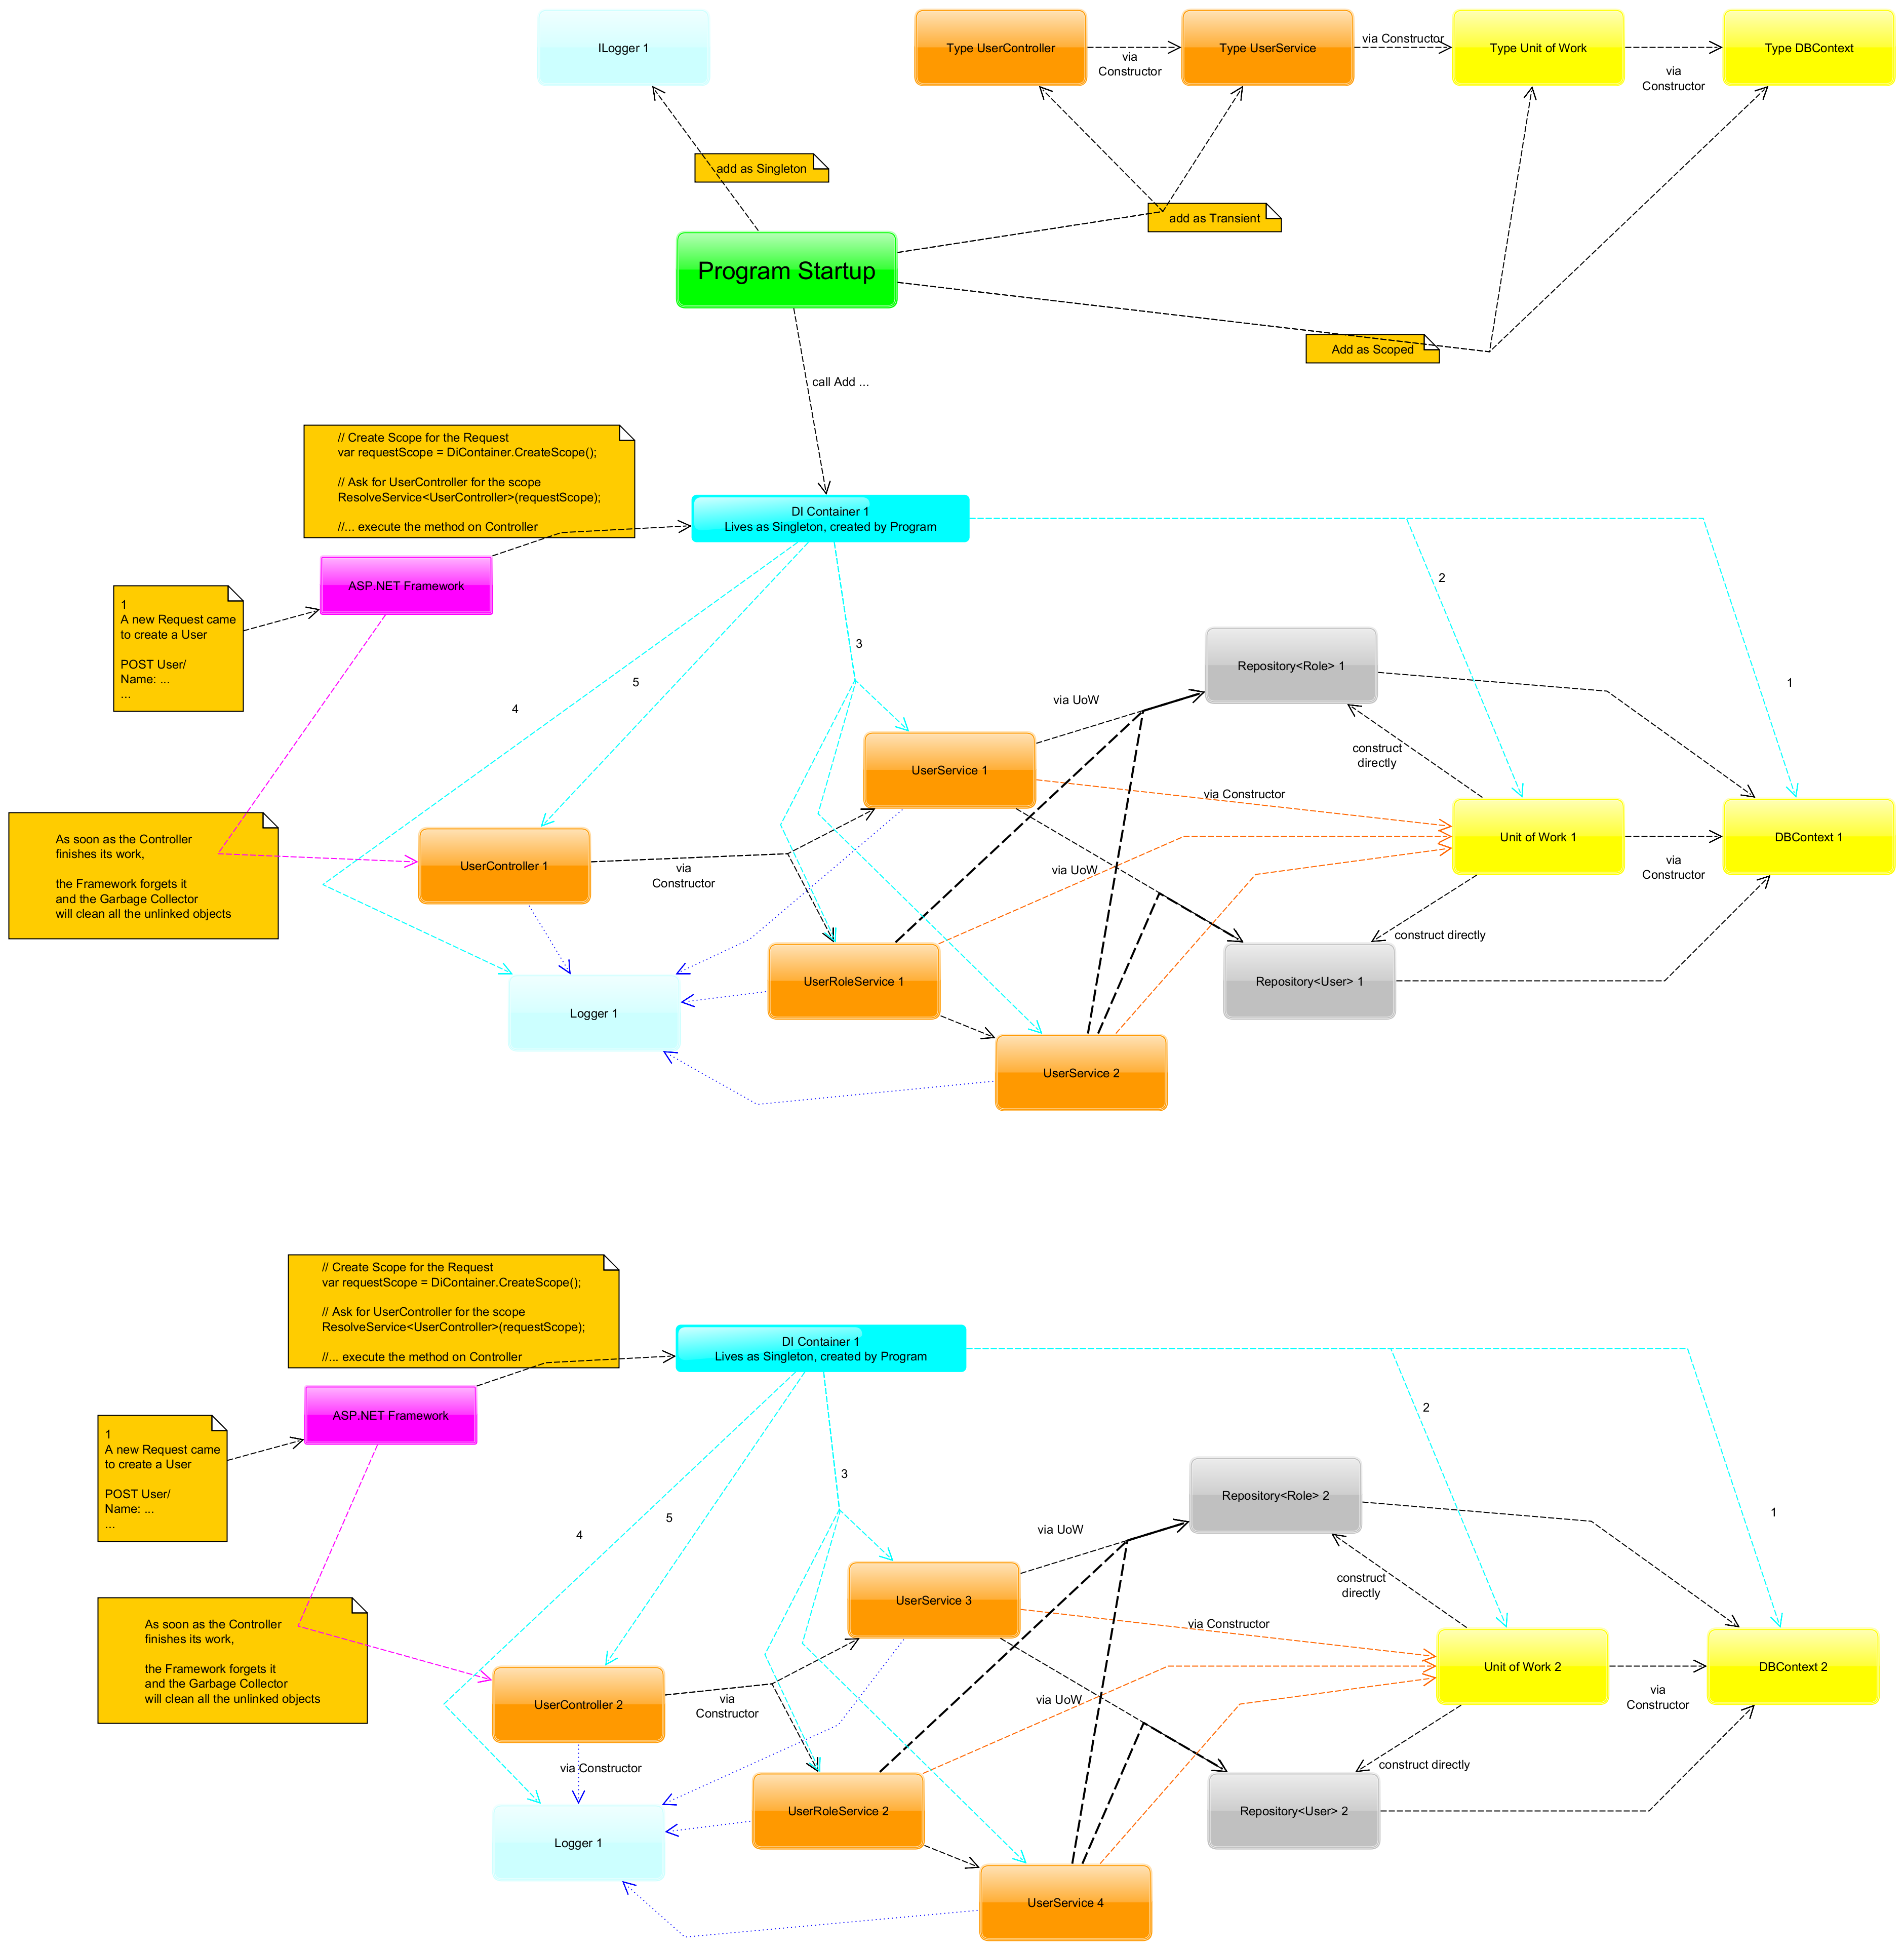 ILogger 1
Type UserController
via
Constructor
Type UserService
via Constructor
Type Unit of Work
via
Constructor
Type DBContext
add as Singleton
add as Transient
Program Startup
Add as Scoped
call Add ...
// Create Scope for the Request
var requestScope = DiContainer.CreateScope();
// Ask for UserController for the scope
ResolveService<UserController>(requestScope);
//... execute the method on Controller
DI Container 1
Lives as Singleton, created by Program
ASP.NET Framework
1
A new Request came
to create a User
POST User/
Name: ...
...
2
3
5
4
1
Repository<Role> 1
via UoW
construct
directly
UserService 1
via Constructor
As soon as the Controller
finishes its work,
the Framework forgets it
and the Garbage Collector
will clean all the unlinked objects
UserController 1
via
Constructor
via UoW
Unit of Work 1
via
Constructor
DBContext 1
construct directly
UserRoleService 1
Repository<User> 1
Logger 1
UserService 2
// Create Scope for the Request
var requestScope = DiContainer.CreateScope();
// Ask for UserController for the scope
ResolveService<UserController>(requestScope);
//... execute the method on Controller
DI Container 1
Lives as Singleton, created by Program
ASP.NET Framework
1
A new Request came
to create a User
POST User/
Name: ...
...
2
3
5
4
1
Repository<Role> 2
via UoW
construct
directly
UserService 3
via Constructor
As soon as the Controller
finishes its work,
the Framework forgets it
and the Garbage Collector
will clean all the unlinked objects
UserController 2
via
Constructor
via UoW
Unit of Work 2
via
Constructor
DBContext 2
via Constructor
construct directly
UserRoleService 2
Repository<User> 2
Logger 1
UserService 4